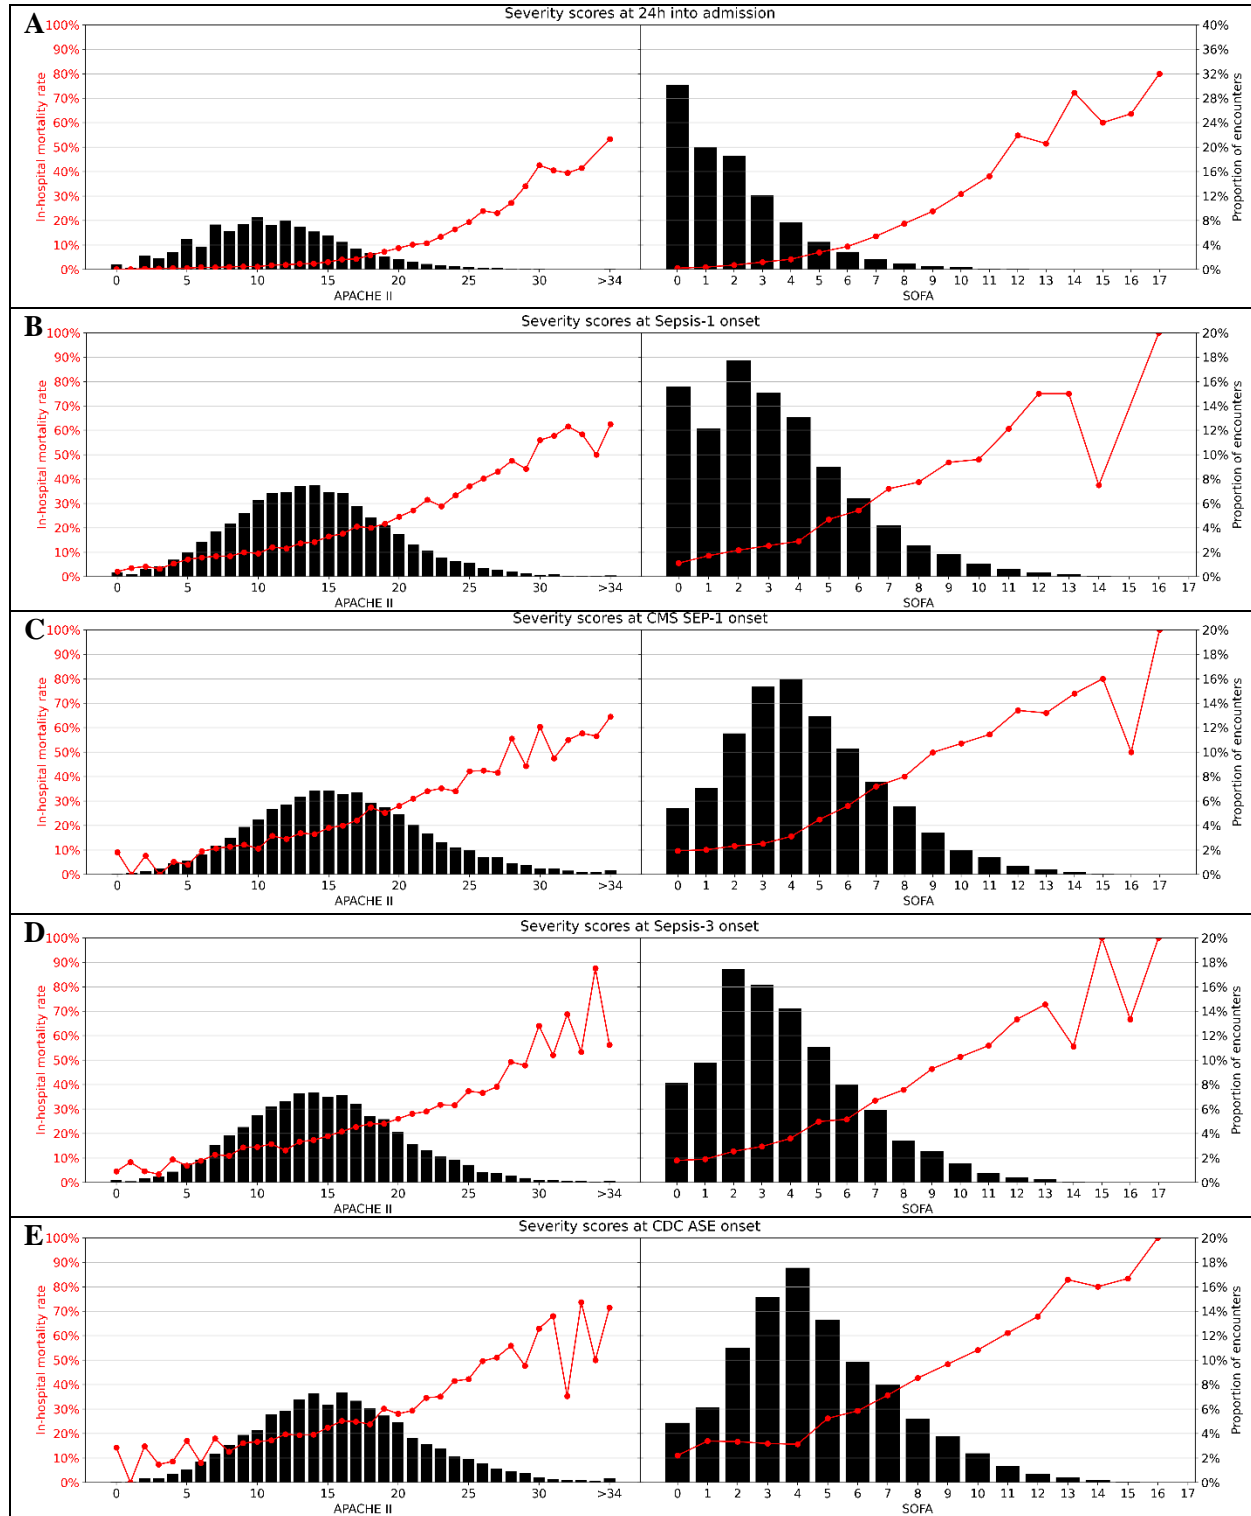 A
Severity scores at 24h into admission
100%
90%
80%
70%
60%
50%
40%
30%
20%
10%
0%
In-hospital mortality rate
0 5 10 15 20 25 30 >34
APACHE II
40%
36%
32%
28%
24%
20%
16%
12%
8%
4%
0%
Proportion of encounters
0 1 2 3 4 5 6 7 8 9 10 11 12 13 14 15 16 17
SOFA
B
Severity scores at Sepsis-1 onset
100%
90%
80%
70%
60%
50%
40%
30%
20%
10%
0%
In-hospital mortality rate
0 5 10 15 20 25 30 >34
APACHE II
20%
18%
16%
14%
12%
10%
8%
6%
4%
2%
0%
Proportion of encounters
0 1 2 3 4 5 6 7 8 9 10 11 12 13 14 15 16 17
SOFA
C
Severity scores at CMS SEP-1 onset
100%
90%
80%
70%
60%
50%
40%
30%
20%
10%
0%
In-hospital mortality rate
0 5 10 15 20 25 30 >34
APACHE II
20%
18%
16%
14%
12%
10%
8%
6%
4%
2%
0%
Proportion of encounters
0 1 2 3 4 5 6 7 8 9 10 11 12 13 14 15 16 17
SOFA
D
Severity scores at Sepsis-3 onset
100%
90%
80%
70%
60%
50%
40%
30%
20%
10%
0%
In-hospital mortality rate
0 5 10 15 20 25 30 >34
APACHE II
20%
18%
16%
14%
12%
10%
8%
6%
4%
2%
0%
Proportion of encounters
0 1 2 3 4 5 6 7 8 9 10 11 12 13 14 15 16 17
SOFA
E
Severity scores at CDC ASE onset
100%
90%
80%
70%
60%
50%
40%
30%
20%
10%
0%
In-hospital mortality rate
0 5 10 15 20 25 30 >34
APACHE II
20%
18%
16%
14%
12%
10%
8%
6%
4%
2%
0%
Proportion of encounters
0 1 2 3 4 5 6 7 8 9 10 11 12 13 14 15 16 17
SOFA